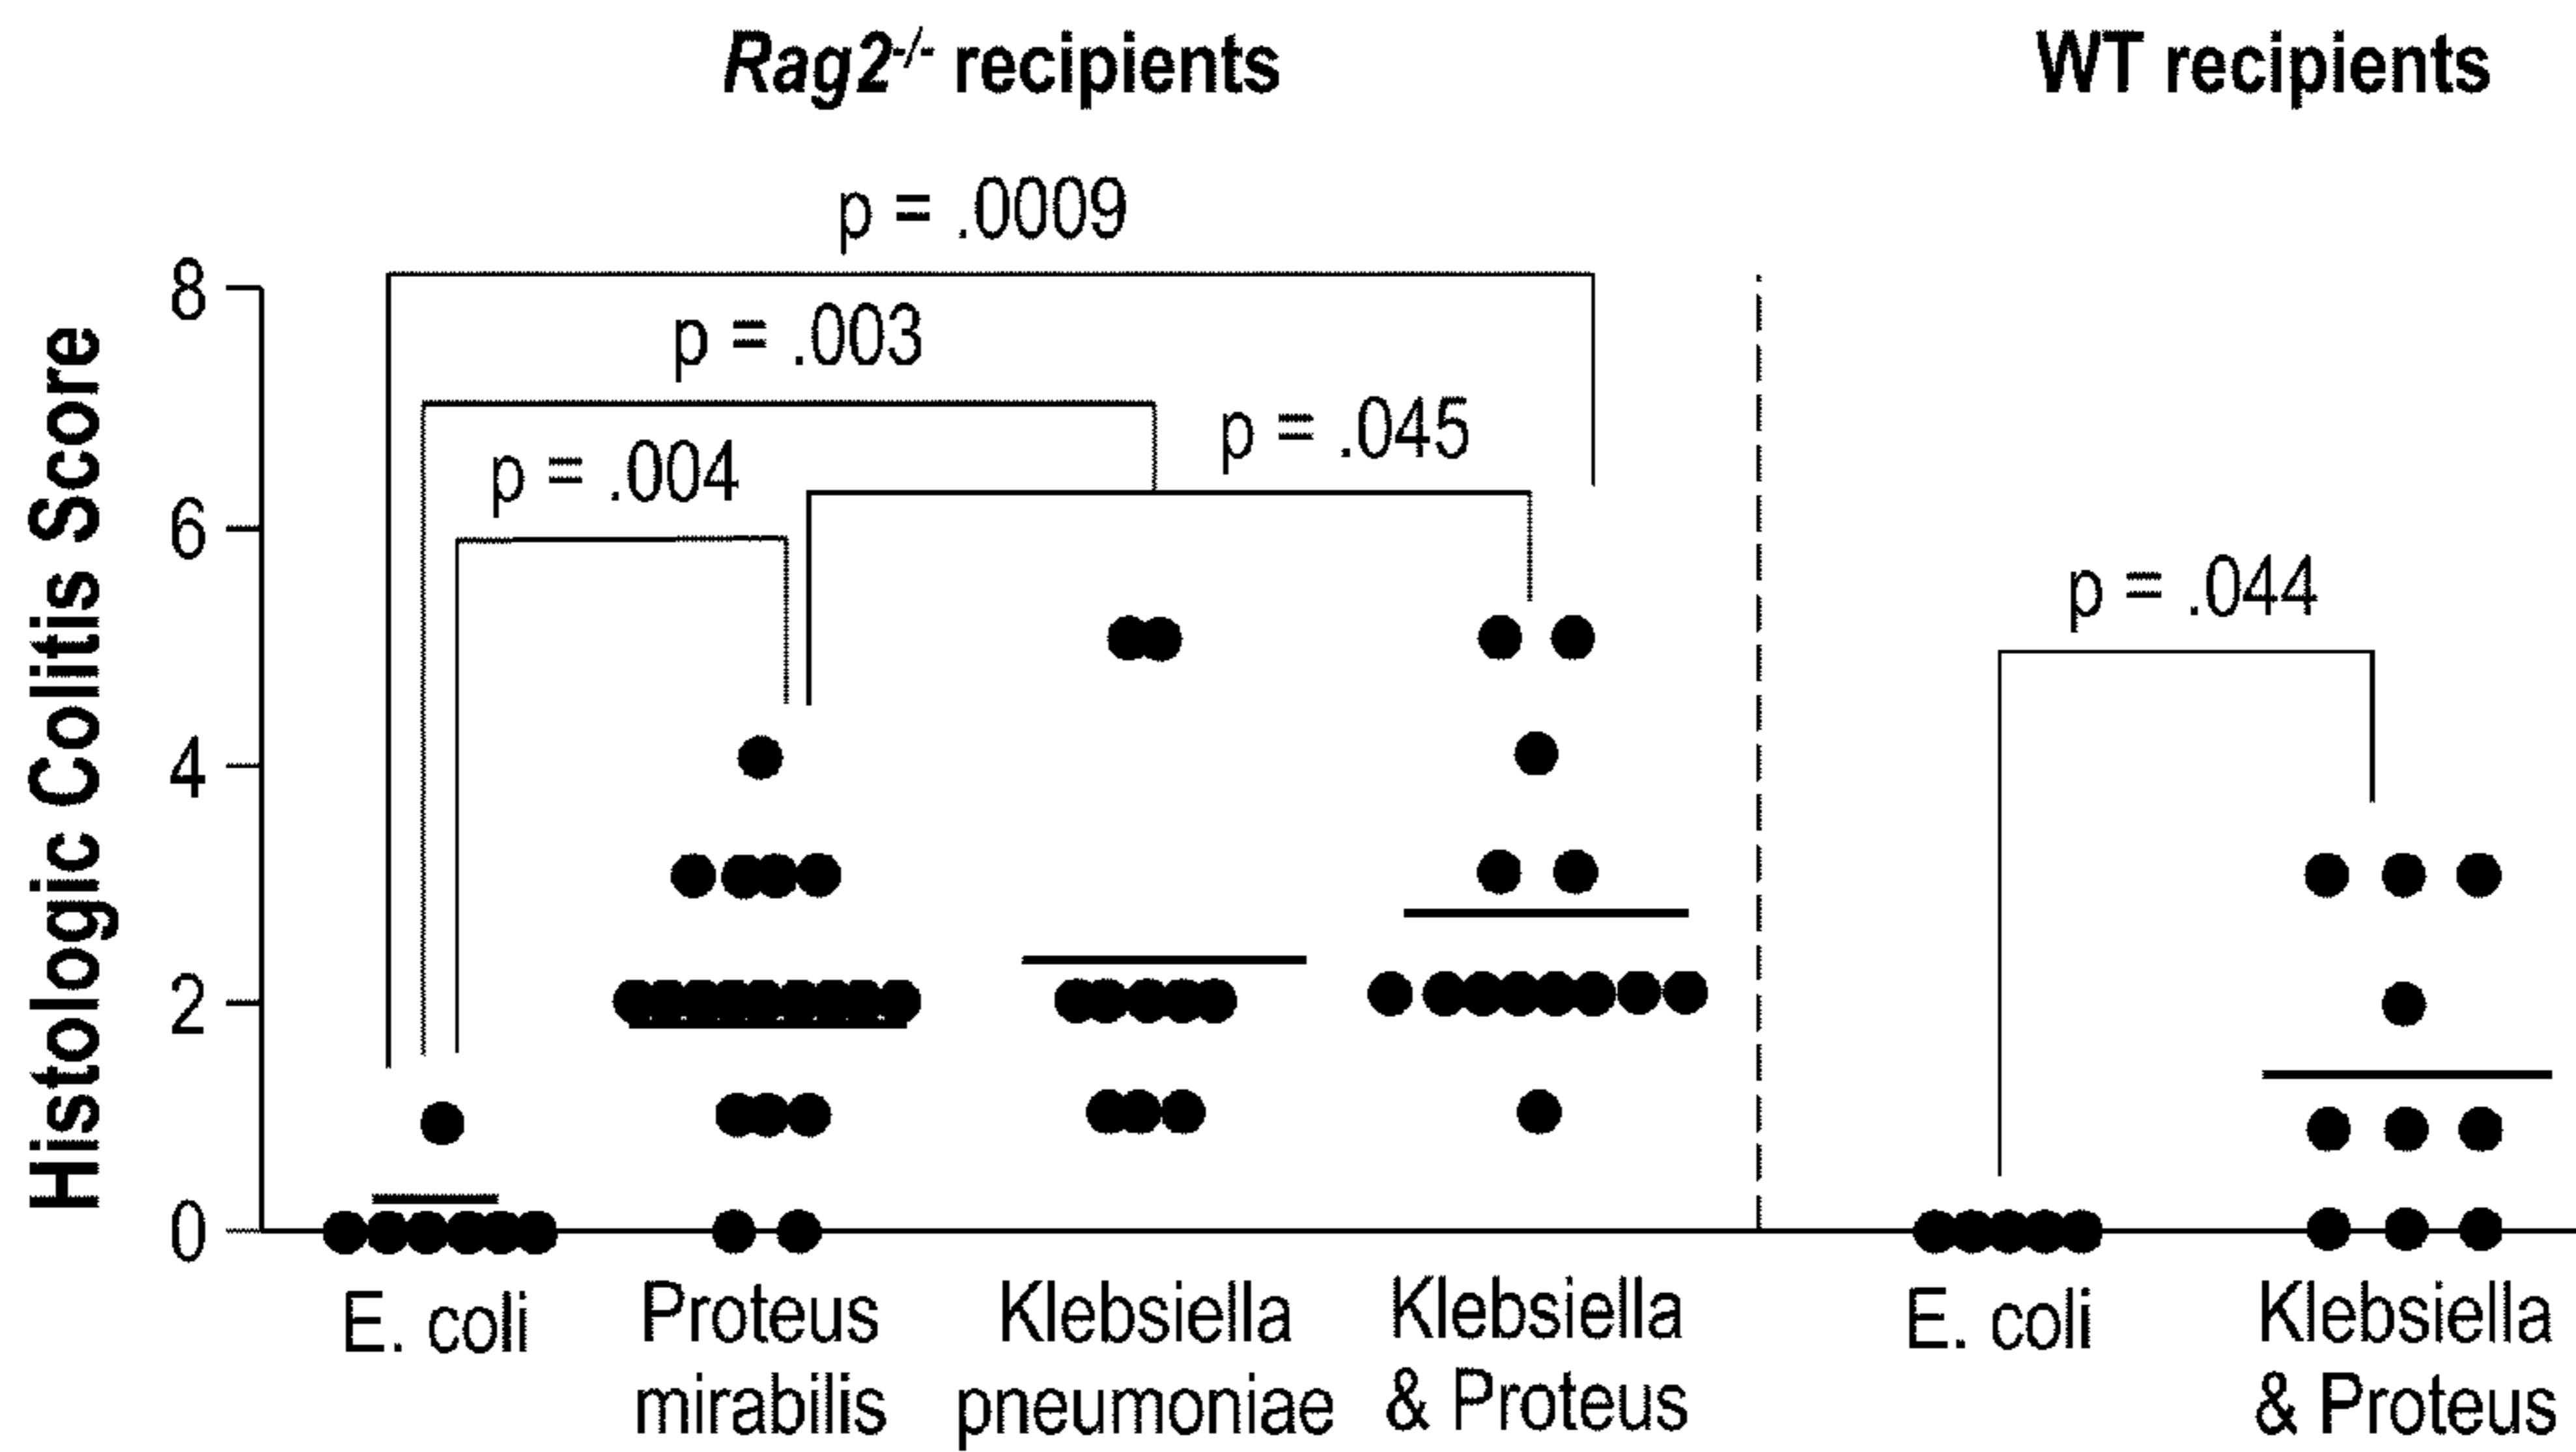 Rag2-/- recipients
WT recipients
p = .0009
p = .003
p = .045
p = .004
p = .044
Histologic Colitis Score
8
6
4
2
0
E. coli
Proteus
mirabilis
Klebsiella
pneumoniae
Klebsiella
& Proteus
E. coli
Klebsiella
& Proteus